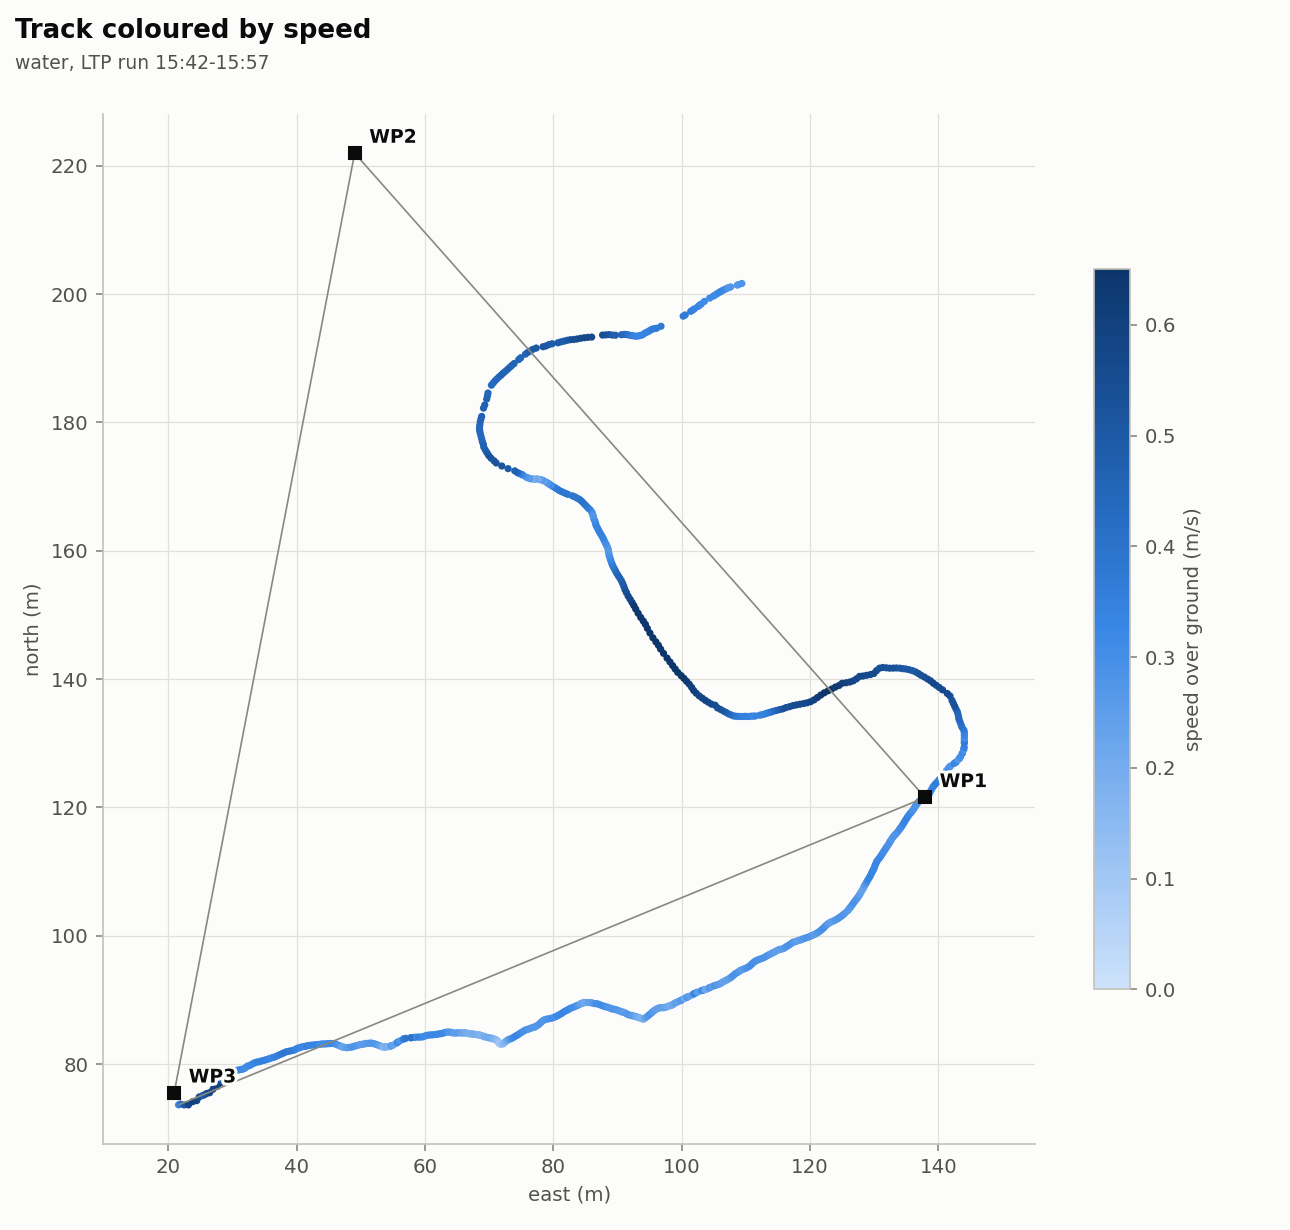 Track coloured by speed
water, LTP run 15:42-15:57
WP2
WP1
WP3
220
200
180
160
140
120
100
80
north (m)
20
40
60
80
100
120
140
east (m)
0.6
0.5
0.4
0.3
0.2
0.1
0.0
speed over ground (m/s)